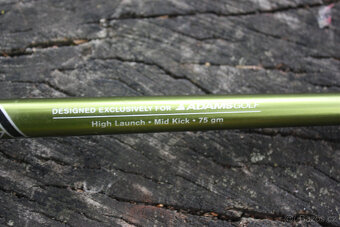 DESIGNED EXCLUSIVELY FOR ADAMSGOLF
High Launch • Mid Kick • 75 gm